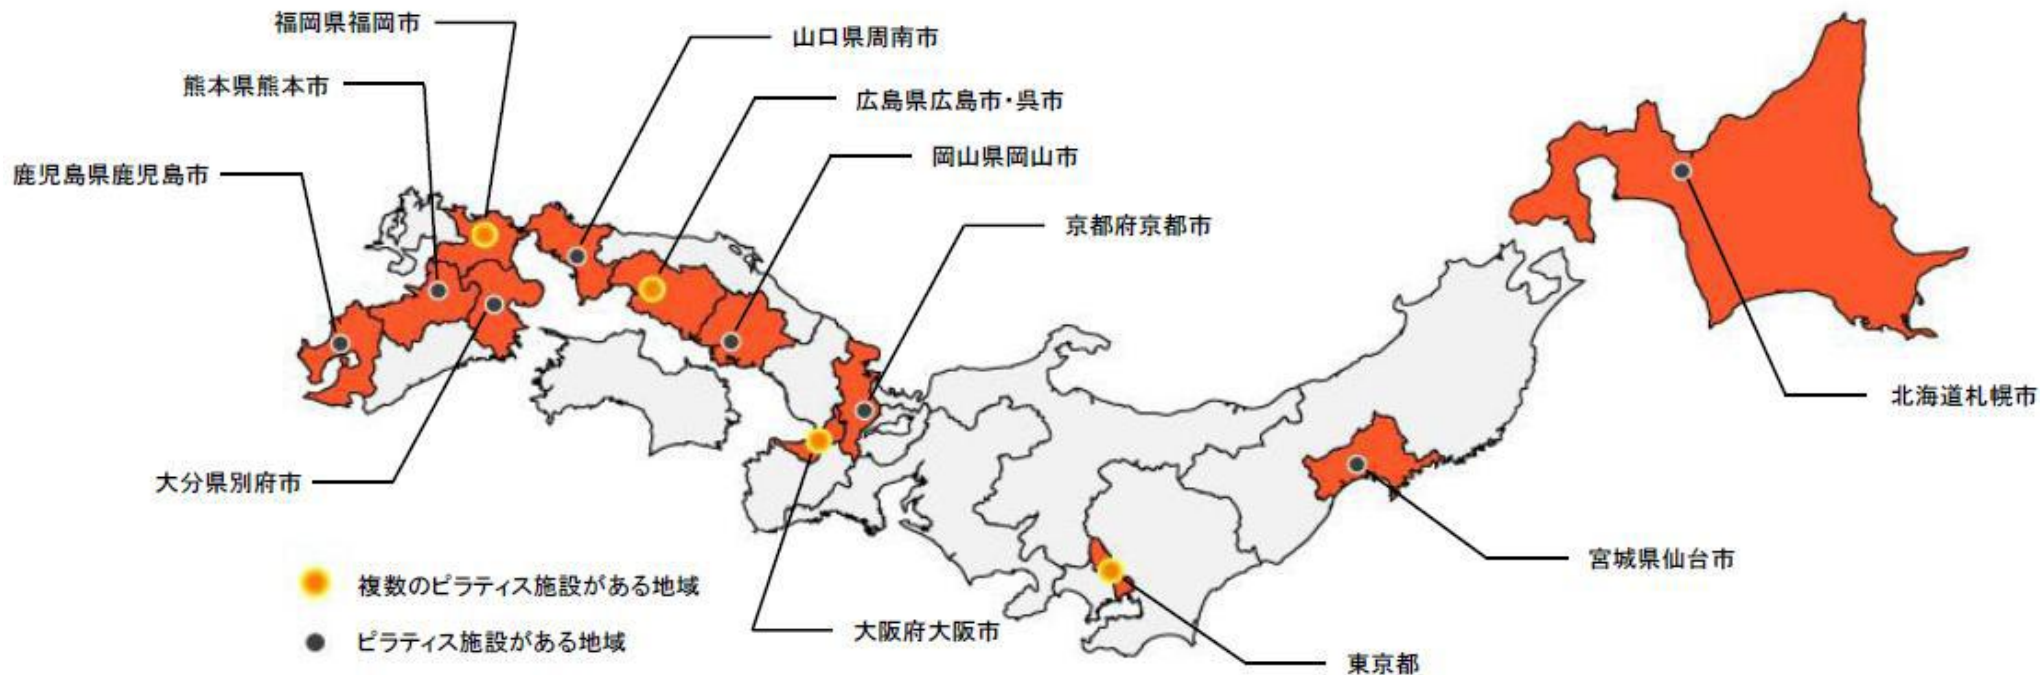 福岡県福岡市
山口県周南市
熊本県熊本市
広島県広島市・呉市
岡山県岡山市
鹿児島県鹿児島市
京都府京都市
北海道札幌市
大分県別府市
宮城県仙台市
複数のピラティス施設がある地域
大阪府大阪市
ピラティス施設がある地域
東京都